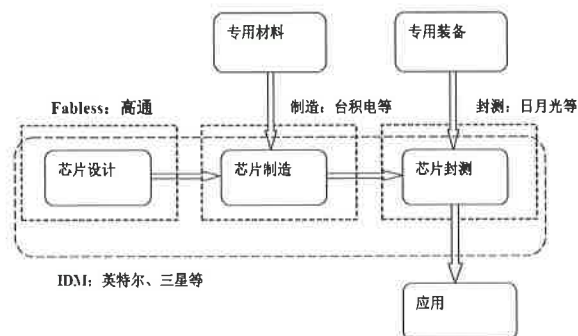 专用材料
专用装备
Fabless：高通
制造：台积电等
封测：日月光等
芯片设计
芯片制造
芯片封测
IDM：英特尔、三星等
应用